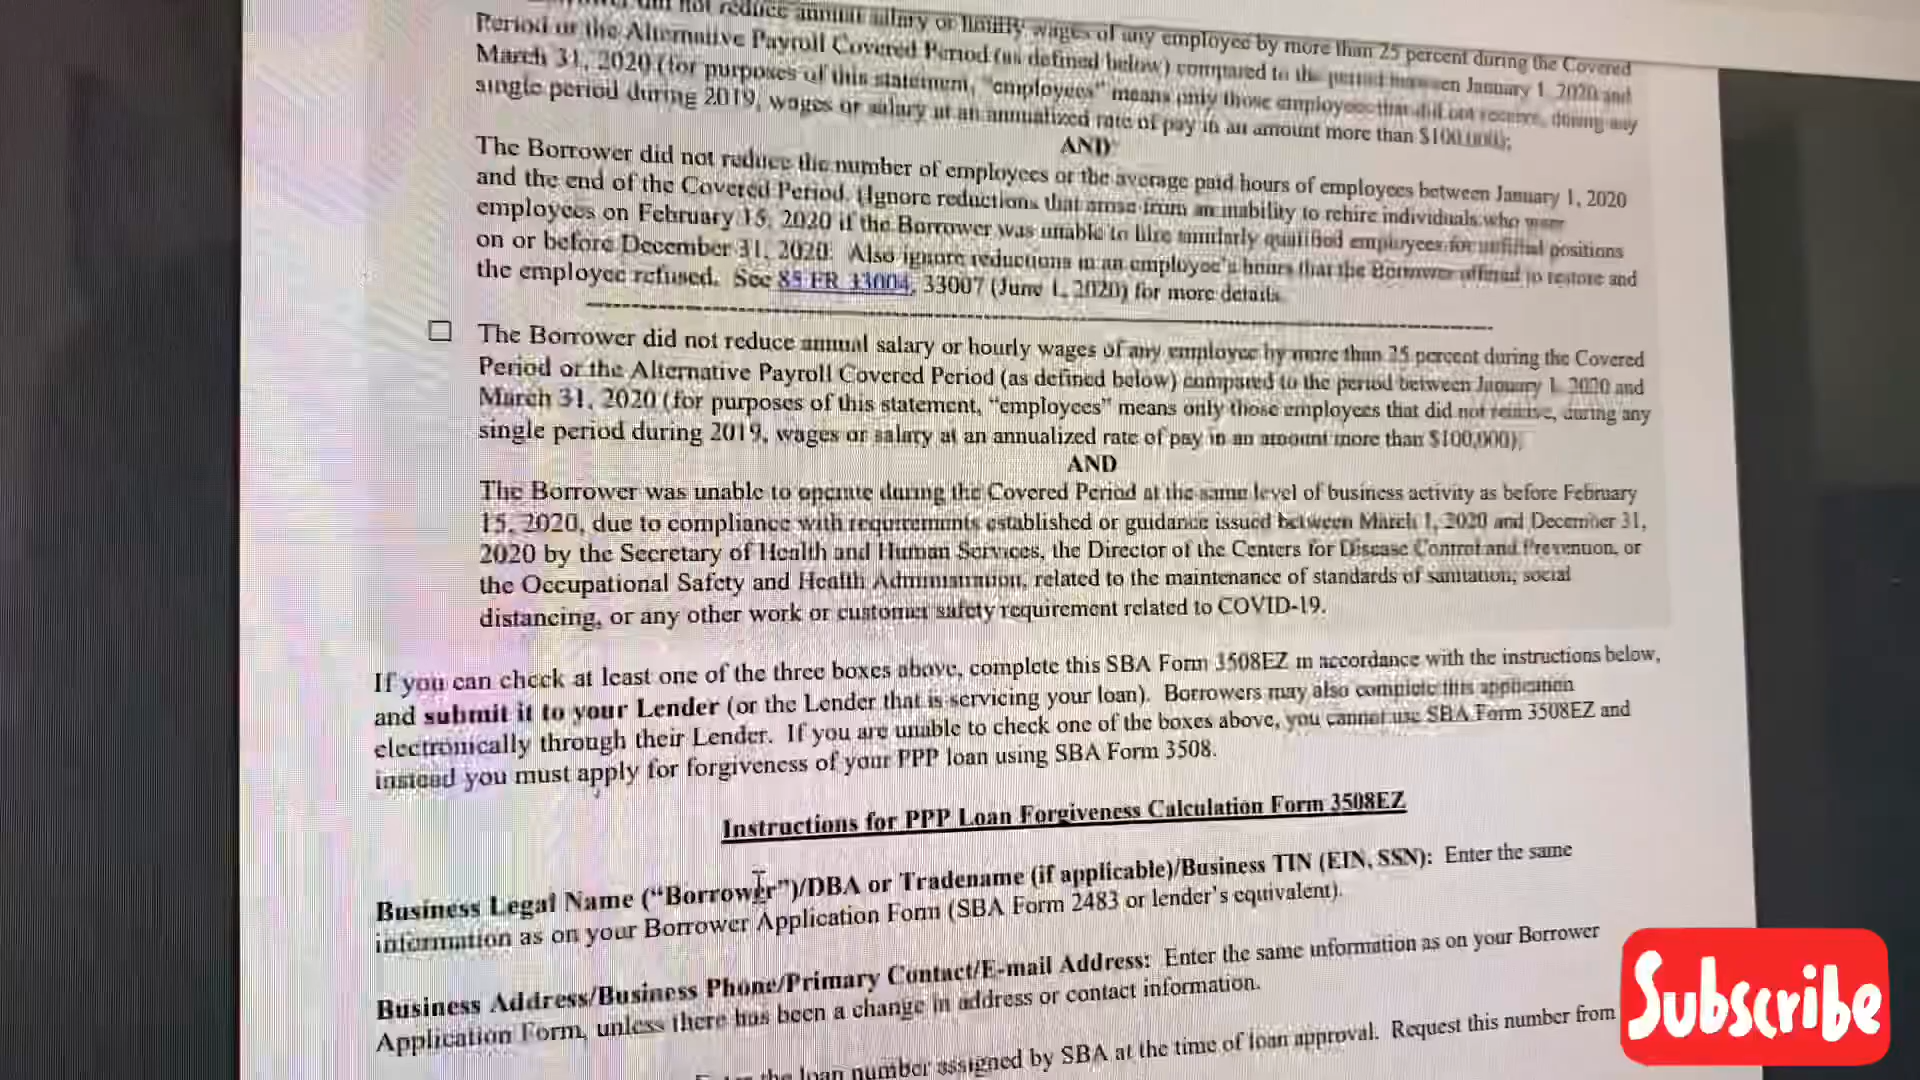 not reduce annual salary or hourly wages of any employee by more than 25 percent during the Covered
Period or the Alternative Payroll Covered Period (as defined below) compared to the period between January 1, 2020 and
March 31, 2020 (for purposes of this statement, "employees" means only those employees that did not receive, during any
single period during 2019, wages or salary at an annualized rate of pay in an amount more than $100,000);
AND
The Borrower did not reduce the number of employees or the average paid hours of employees between January 1, 2020
and the end of the Covered Period. (Ignore reductions that arose from an inability to rehire individuals who were
employees on February 15, 2020 if the Borrower was unable to hire similarly qualified employees for unfilled positions
on or before December 31, 2020. Also ignore reductions in an employee's hours that the Borrower offered to restore and
the employee refused. See 85 FR 33004, 33007 (June 1, 2020) for more details.
☐ The Borrower did not reduce annual salary or hourly wages of any employee by more than 25 percent during the Covered
Period or the Alternative Payroll Covered Period (as defined below) compared to the period between January 1, 2020 and
March 31, 2020 (for purposes of this statement, "employees" means only those employees that did not receive, during any
single period during 2019, wages or salary at an annualized rate of pay in an amount more than $100,000);
AND
The Borrower was unable to operate during the Covered Period at the same level of business activity as before February
15, 2020, due to compliance with requirements established or guidance issued between March 1, 2020 and December 31,
2020 by the Secretary of Health and Human Services, the Director of the Centers for Disease Control and Prevention, or
the Occupational Safety and Health Administration, related to the maintenance of standards of sanitation, social
distancing, or any other work or customer safety requirement related to COVID-19.
If you can check at least one of the three boxes above, complete this SBA Form 3508EZ in accordance with the instructions below,
and submit it to your Lender (or the Lender that is servicing your loan). Borrowers may also complete this application
electronically through their Lender. If you are unable to check one of the boxes above, you cannot use SBA Form 3508EZ and
instead you must apply for forgiveness of your PPP loan using SBA Form 3508.
Instructions for PPP Loan Forgiveness Calculation Form 3508EZ
Business Legal Name ("Borrower")/DBA or Tradename (if applicable)/Business TIN (EIN, SSN): Enter the same
information as on your Borrower Application Form (SBA Form 2483 or lender's equivalent).
Business Address/Business Phone/Primary Contact/E-mail Address: Enter the same information as on your Borrower
Application Form, unless there has been a change in address or contact information.
the loan number assigned by SBA at the time of loan approval. Request this number from
Subscribe